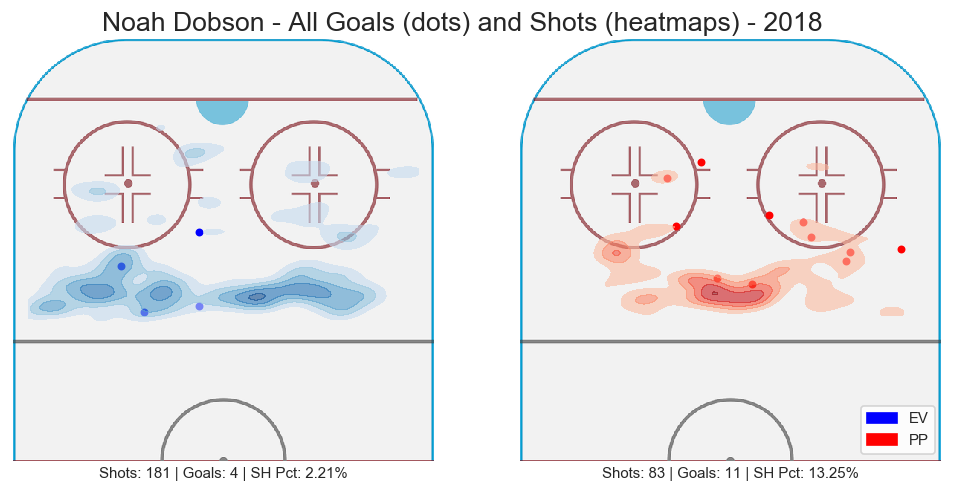 Noah Dobson - All Goals (dots) and Shots (heatmaps) - 2018
EV
PP
Shots: 181 | Goals: 4 | SH Pct: 2.21%
Shots: 83 | Goals: 11 | SH Pct: 13.25%